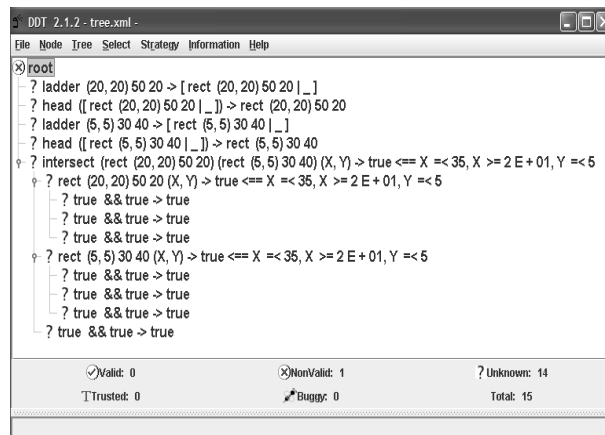 DDT 2.1.2 - tree.xml -
File Node Tree Select Strategy Information Help
root
? ladder (20, 20) 50 20 -> [ rect (20, 20) 50 20 | _ ]
? head ([ rect (20, 20) 50 20 | _ ]) -> rect (20, 20) 50 20
? ladder (5, 5) 30 40 -> [ rect (5, 5) 30 40 | _ ]
? head ([ rect (5, 5) 30 40 | _ ]) -> rect (5, 5) 30 40
? intersect (rect (20, 20) 50 20) (rect (5, 5) 30 40) (X, Y) -> true <== X =< 35, X >= 2 E + 01, Y =< 5
? rect (20, 20) 50 20 (X, Y) -> true <== X =< 35, X >= 2 E + 01, Y =< 5
? true && true -> true
? true && true -> true
? true && true -> true
? rect (5, 5) 30 40 (X, Y) -> true <== X =< 35, X >= 2 E + 01, Y =< 5
? true && true -> true
? true && true -> true
? true && true -> true
? true && true -> true
Valid: 0 NonValid: 1 ? Unknown: 14
T Trusted: 0 Buggy: 0 Total: 15